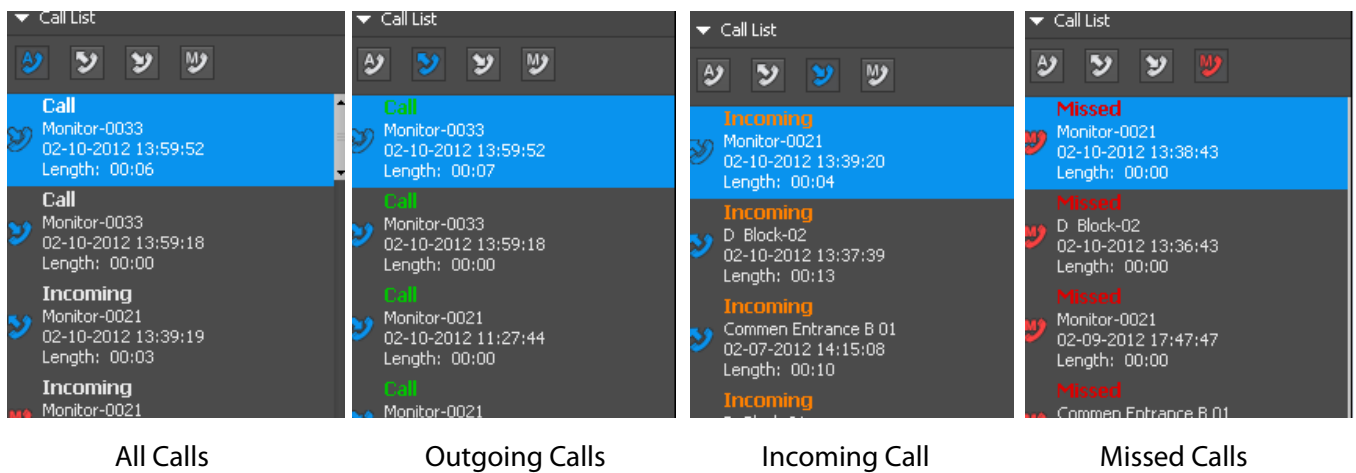 Call List
A
M
Call
Monitor-0033
02-10-2012 13:59:52
Length: 00:06
Call
Monitor-0033
02-10-2012 13:59:18
Length: 00:00
Incoming
Monitor-0021
02-10-2012 13:39:19
Length: 00:03
Incoming
Monitor-0021
All Calls
Call List
A
M
Call
Monitor-0033
02-10-2012 13:59:52
Length: 00:07
Call
Monitor-0033
02-10-2012 13:59:18
Length: 00:00
Call
Monitor-0021
02-10-2012 11:27:44
Length: 00:00
Call
Monitor-0021
Outgoing Calls
Call List
A
M
Incoming
Monitor-0021
02-10-2012 13:39:20
Length: 00:04
Incoming
D Block-02
02-10-2012 13:37:39
Length: 00:13
Incoming
Commen Entrance B 01
02-07-2012 14:15:08
Length: 00:10
Incoming
Incoming Call
Call List
A
M
Missed
Monitor-0021
02-10-2012 13:38:43
Length: 00:00
Missed
D Block-02
02-10-2012 13:36:43
Length: 00:00
Missed
Monitor-0021
02-09-2012 17:47:47
Length: 00:00
Missed
Commen Entrance B 01
Missed Calls